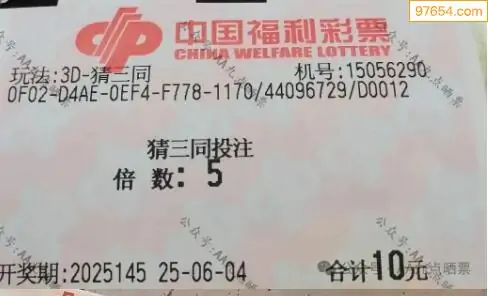 97654.com
中国福利彩票
CHINA WELFARE LOTTERY
玩法:3D-猜三同 机号:15056290
0F02-D4AE-0EF4-F778-1170/44096729/D0012
猜三同投注
倍 数: 5
开奖期:2025145 25-06-04 合计10元